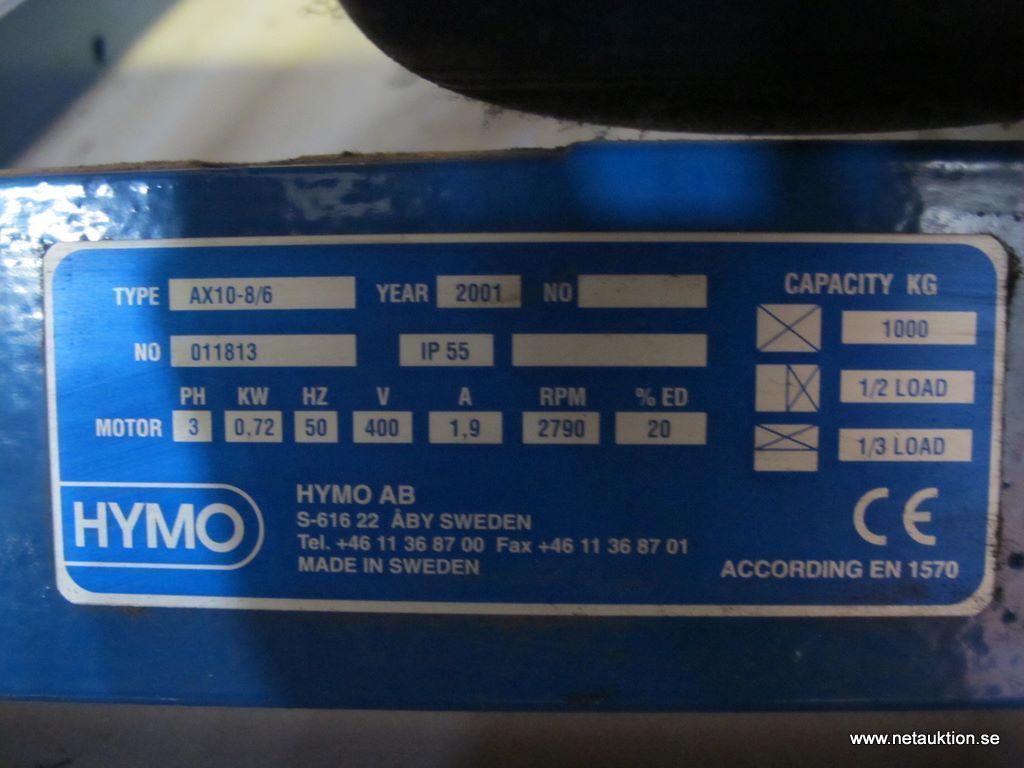 TYPE AX10-8/6 YEAR 2001 NO
CAPACITY KG
1000
NO 011813 IP 55
1/2 LOAD
PH KW HZ V A RPM % ED
MOTOR 3 0,72 50 400 1,9 2790 20
1/3 LOAD
HYMO
HYMO AB
S-616 22 ÅBY SWEDEN
Tel. +46 11 36 87 00 Fax +46 11 36 87 01
MADE IN SWEDEN
CE
ACCORDING EN 1570
www.netauktion.se